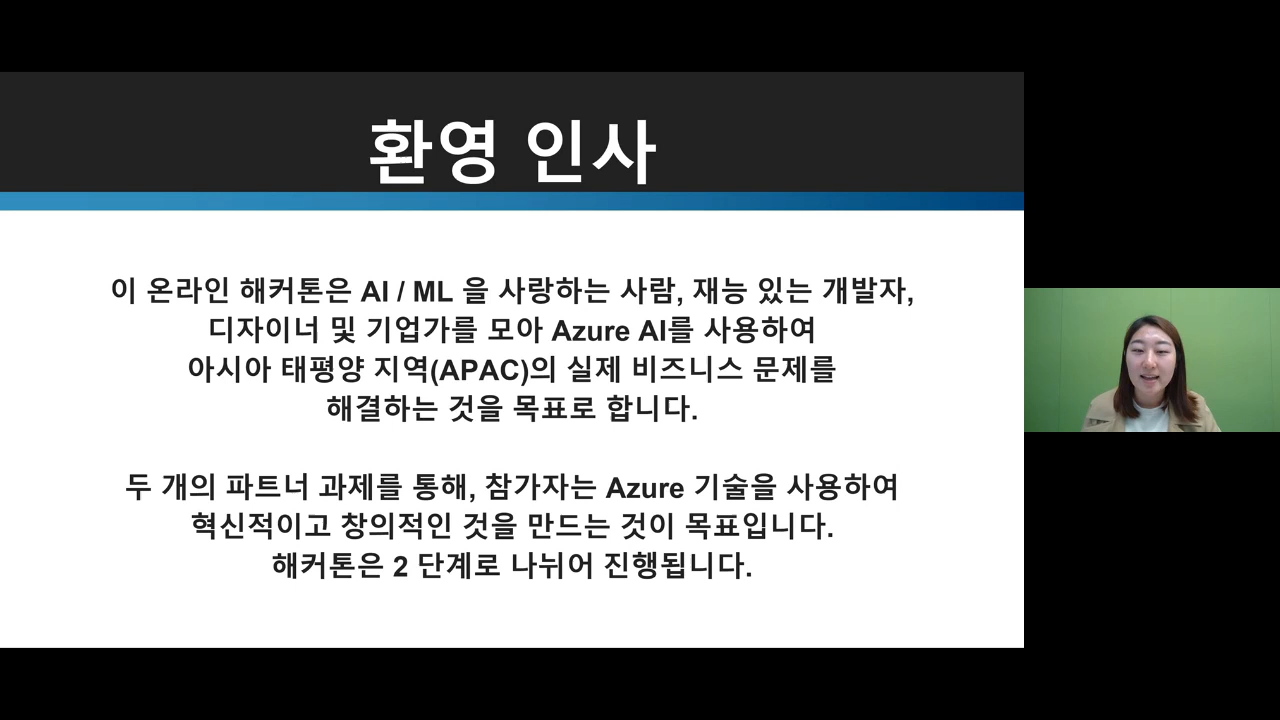 환영 인사
이 온라인 해커톤은 AI / ML 을 사랑하는 사람, 재능 있는 개발자,
디자이너 및 기업가를 모아 Azure AI를 사용하여
아시아 태평양 지역(APAC)의 실제 비즈니스 문제를
해결하는 것을 목표로 합니다.
두 개의 파트너 과제를 통해, 참가자는 Azure 기술을 사용하여
혁신적이고 창의적인 것을 만드는 것이 목표입니다.
해커톤은 2 단계로 나뉘어 진행됩니다.